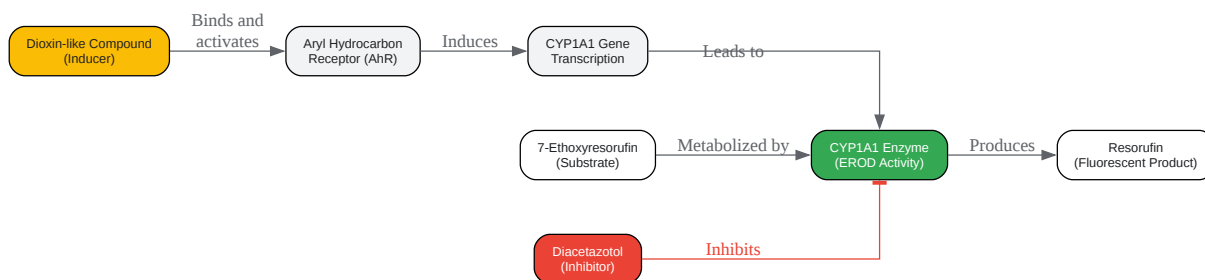 Dioxin-like Compound
(Inducer)
Binds and
activates
Aryl Hydrocarbon
Receptor (AhR)
Induces
CYP1A1 Gene
Transcription
Leads to
7-Ethoxyresorufin
(Substrate)
Metabolized by
CYP1A1 Enzyme
(EROD Activity)
Produces
Resorufin
(Fluorescent Product)
Diacetazotol
(Inhibitor)
Inhibits